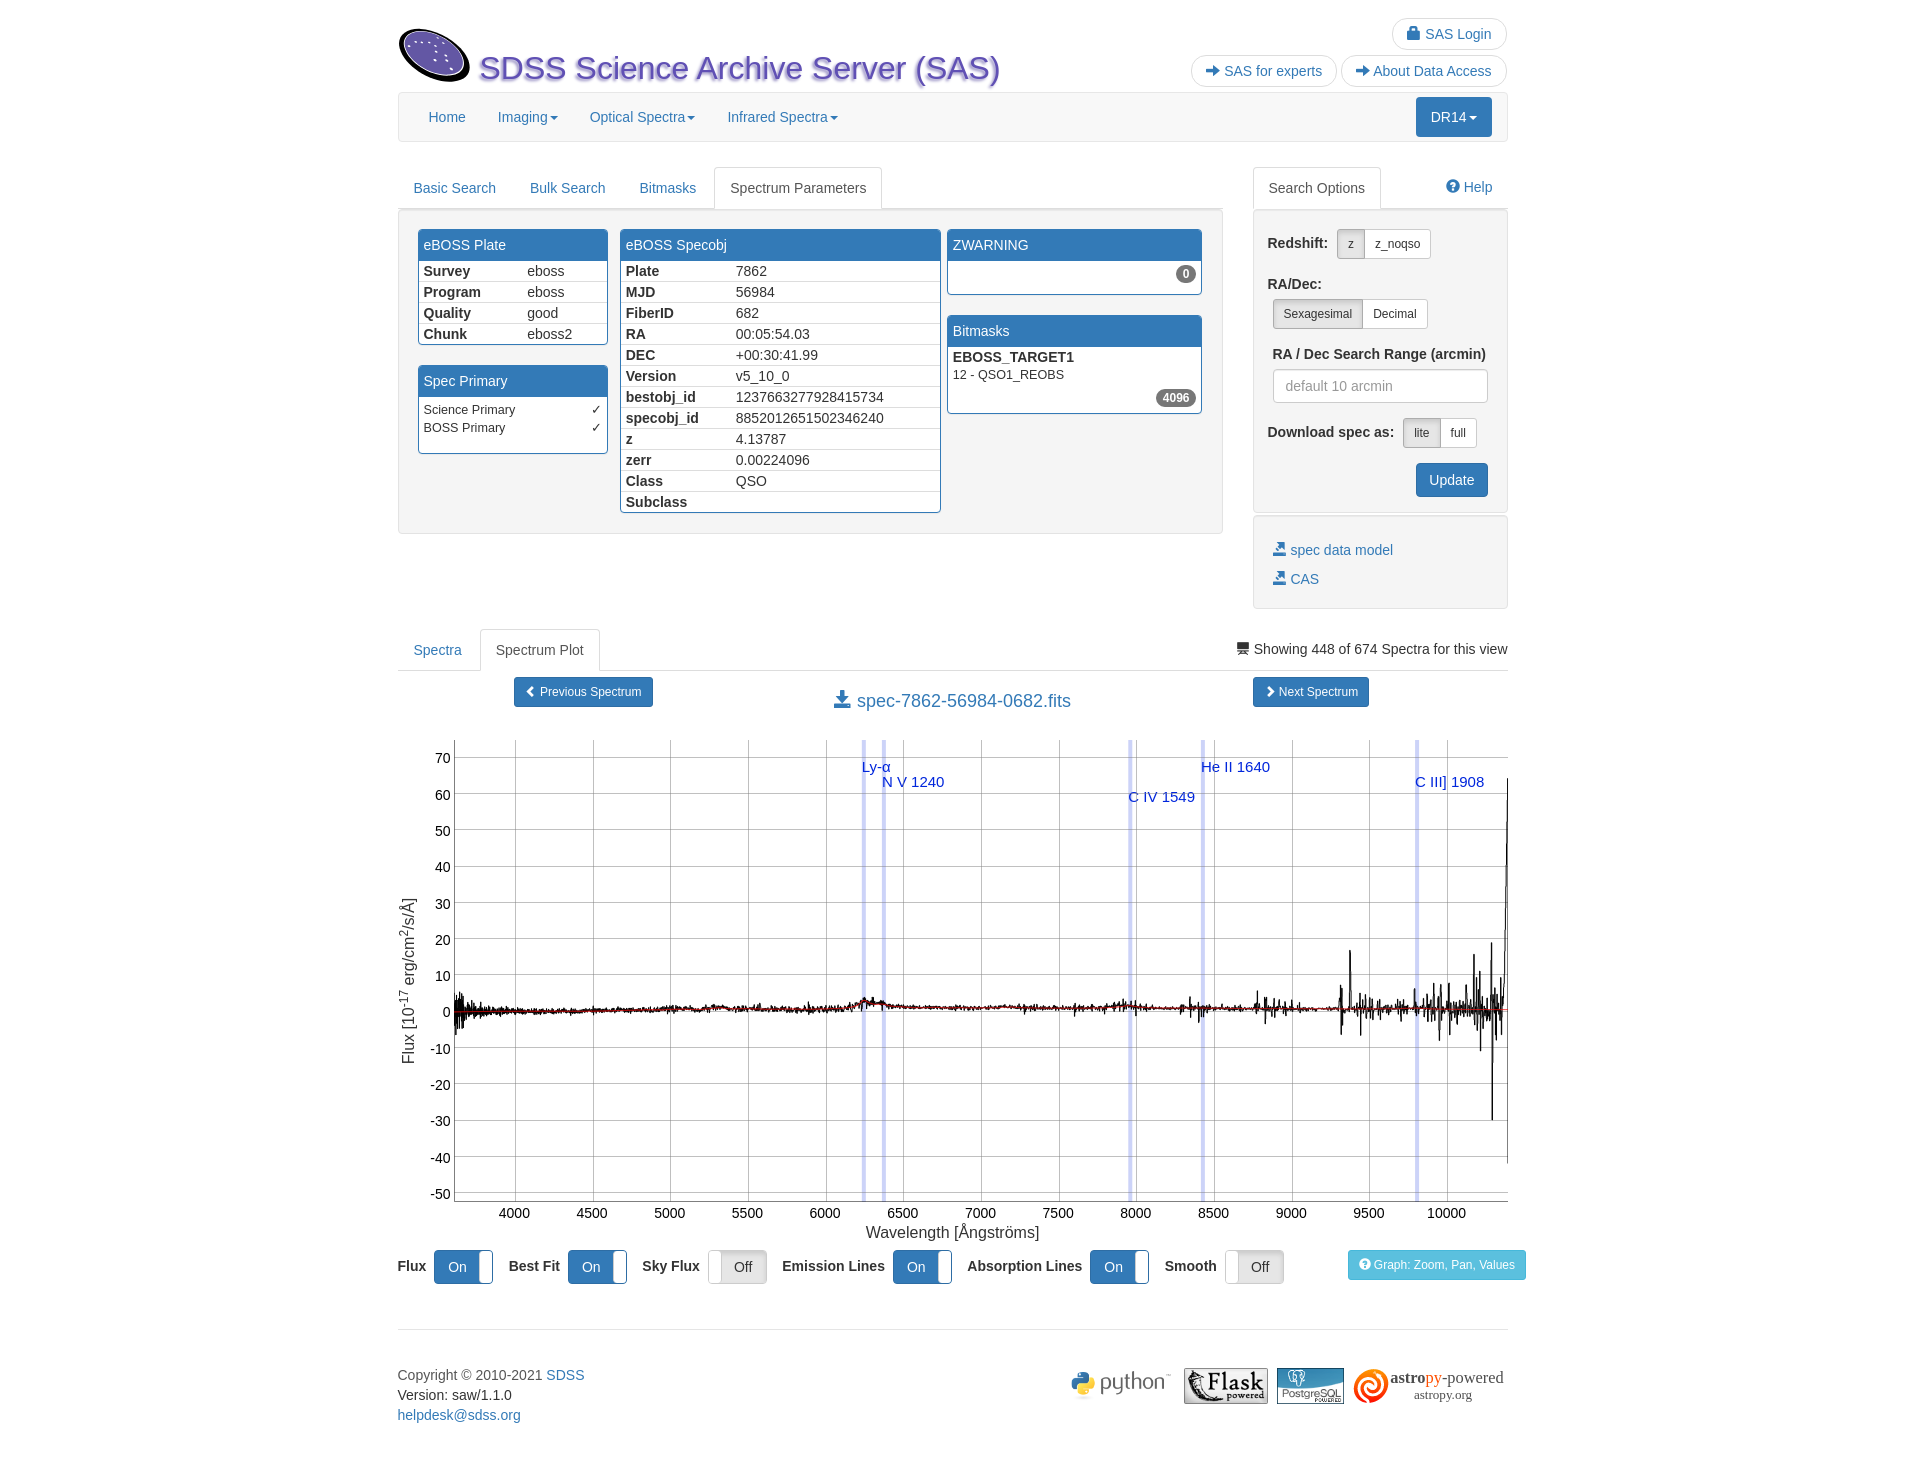 SAS Login
SDSS Science Archive Server (SAS)
SAS for experts
About Data Access
Home
Imaging
Optical Spectra
Infrared Spectra
DR14
Basic Search
Bulk Search
Bitmasks
Spectrum Parameters
eBOSS Plate
Survey eboss
Program eboss
Quality good
Chunk eboss2
Spec Primary
Science Primary ✓
BOSS Primary ✓
eBOSS Specobj
Plate 7862
MJD 56984
FiberID 682
RA 00:05:54.03
DEC +00:30:41.99
Version v5_10_0
bestobj_id 1237663277928415734
specobj_id 8852012651502346240
z 4.13787
zerr 0.00224096
Class QSO
Subclass
ZWARNING
0
Bitmasks
EBOSS_TARGET1
12 - QSO1_REOBS
4096
Search Options
Help
Redshift: z z_noqso
RA/Dec:
Sexagesimal Decimal
RA / Dec Search Range (arcmin)
default 10 arcmin
Download spec as: lite full
Update
spec data model
CAS
Spectra
Spectrum Plot
Showing 448 of 674 Spectra for this view
Previous Spectrum
spec-7862-56984-0682.fits
Next Spectrum
Ly-α
He II 1640
N V 1240
C III] 1908
C IV 1549
70
60
50
40
30
20
10
0
-10
-20
-30
-40
-50
Flux [10-17 erg/cm2/s/Å]
4000 4500 5000 5500 6000 6500 7000 7500 8000 8500 9000 9500 10000
Wavelength [Ångströms]
Flux On Best Fit On Sky Flux Off Emission Lines On Absorption Lines On Smooth Off
Graph: Zoom, Pan, Values
Copyright © 2010-2021 SDSS
Version: saw/1.1.0
helpdesk@sdss.org
python
Flask
powered
PostgreSQL
POWERED
astropy-powered
astropy.org